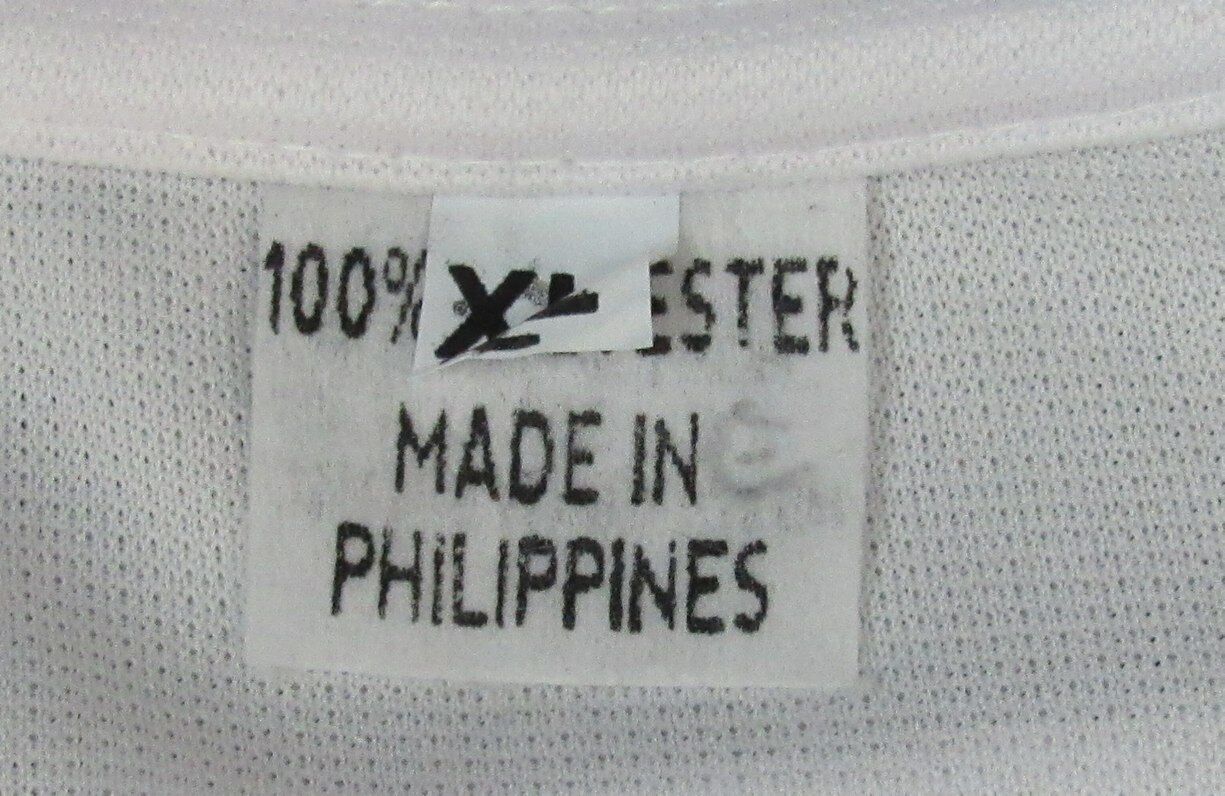 XL
100% ESTER
MADE IN
PHILIPPINES